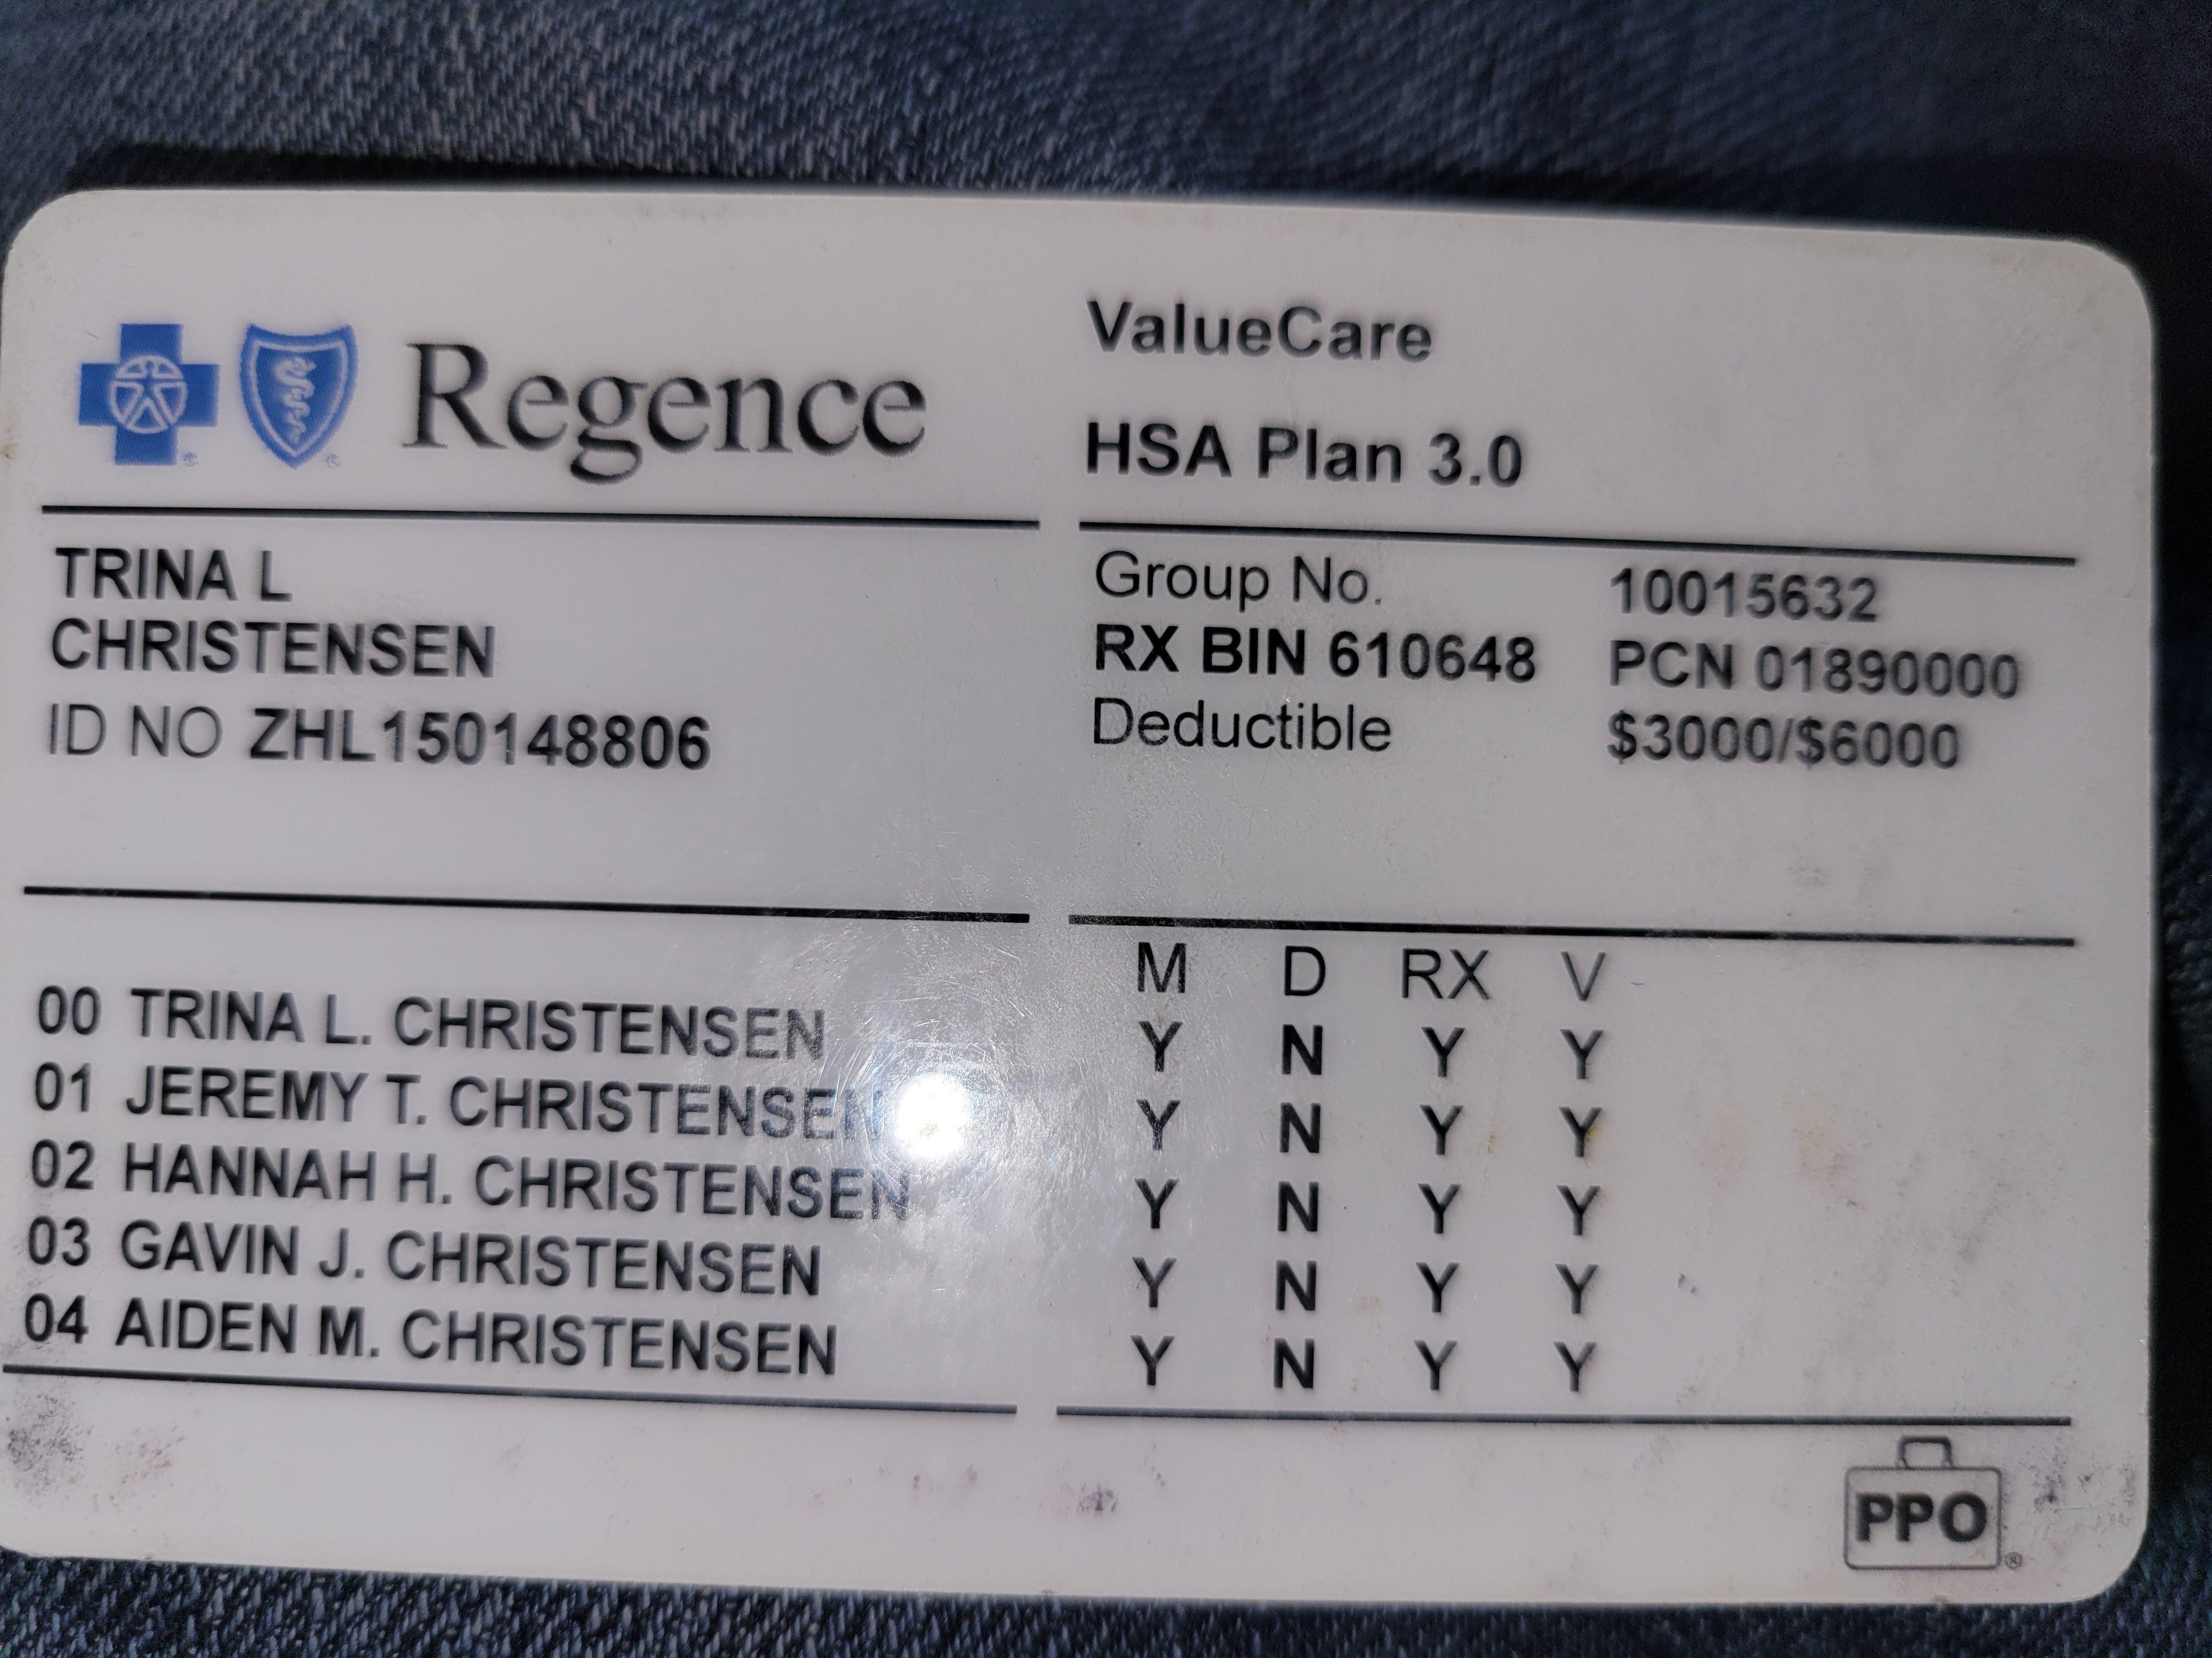 Regence
ValueCare
HSA Plan 3.0
TRINA L
CHRISTENSEN
ID NO ZHL150148806
Group No. 10015632
RX BIN 610648 PCN 01890000
Deductible $3000/$6000
M D RX V
00 TRINA L. CHRISTENSEN Y N Y Y
01 JEREMY T. CHRISTENSEN Y N Y Y
02 HANNAH H. CHRISTENSEN Y N Y Y
03 GAVIN J. CHRISTENSEN Y N Y Y
04 AIDEN M. CHRISTENSEN Y N Y Y
PPO